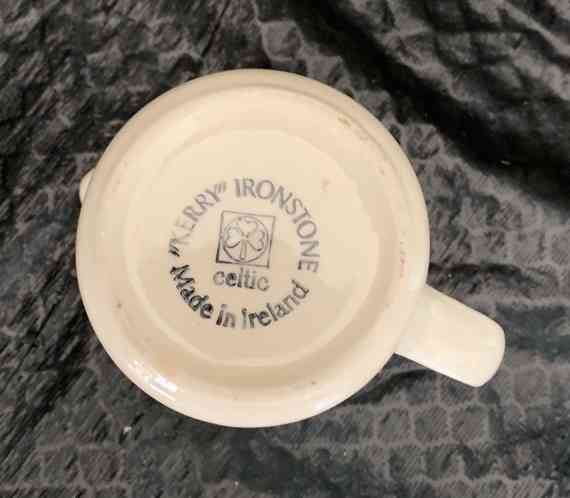 "KERRY" IRONSTONE
celtic
Made in Ireland